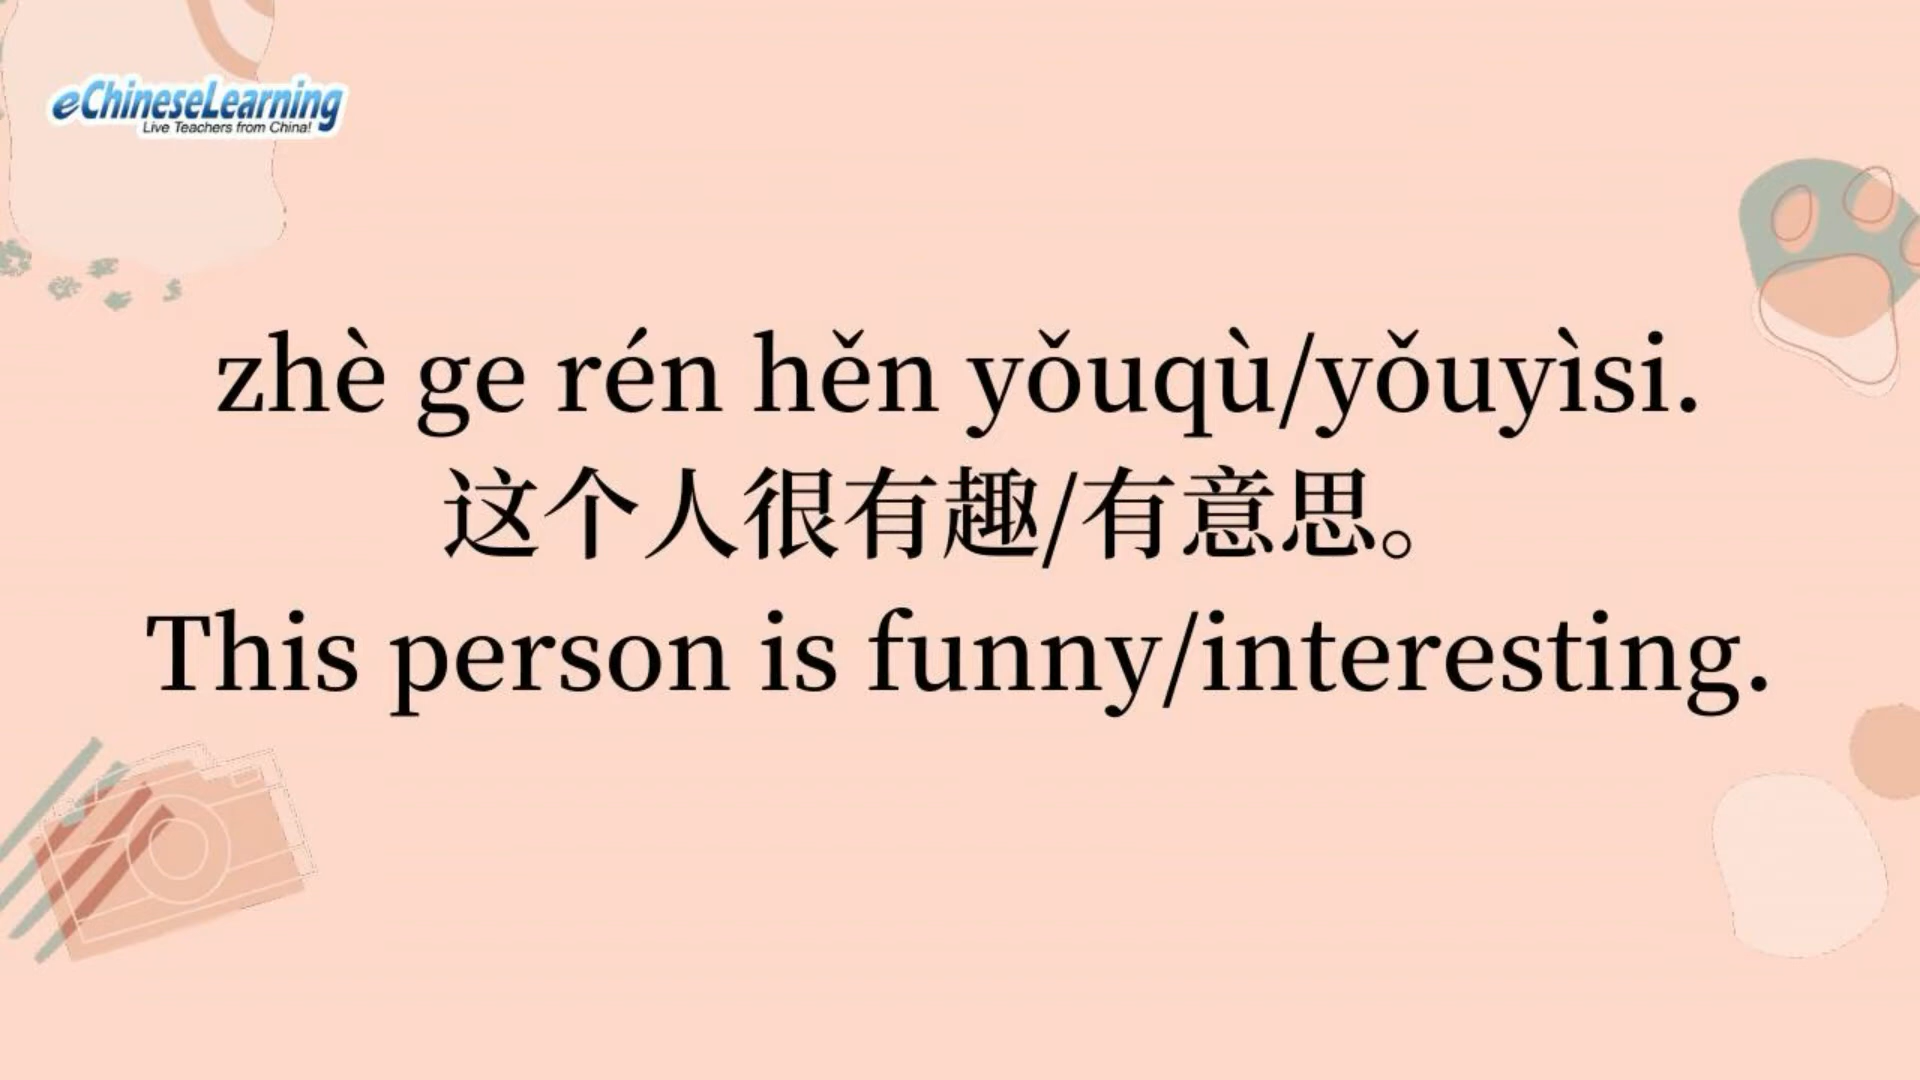 eChineseLearning
Live Teachers from China!
zhè ge rén hěn yǒuqù/yǒuyìsi.
这个人很有趣/有意思。
This person is funny/interesting.